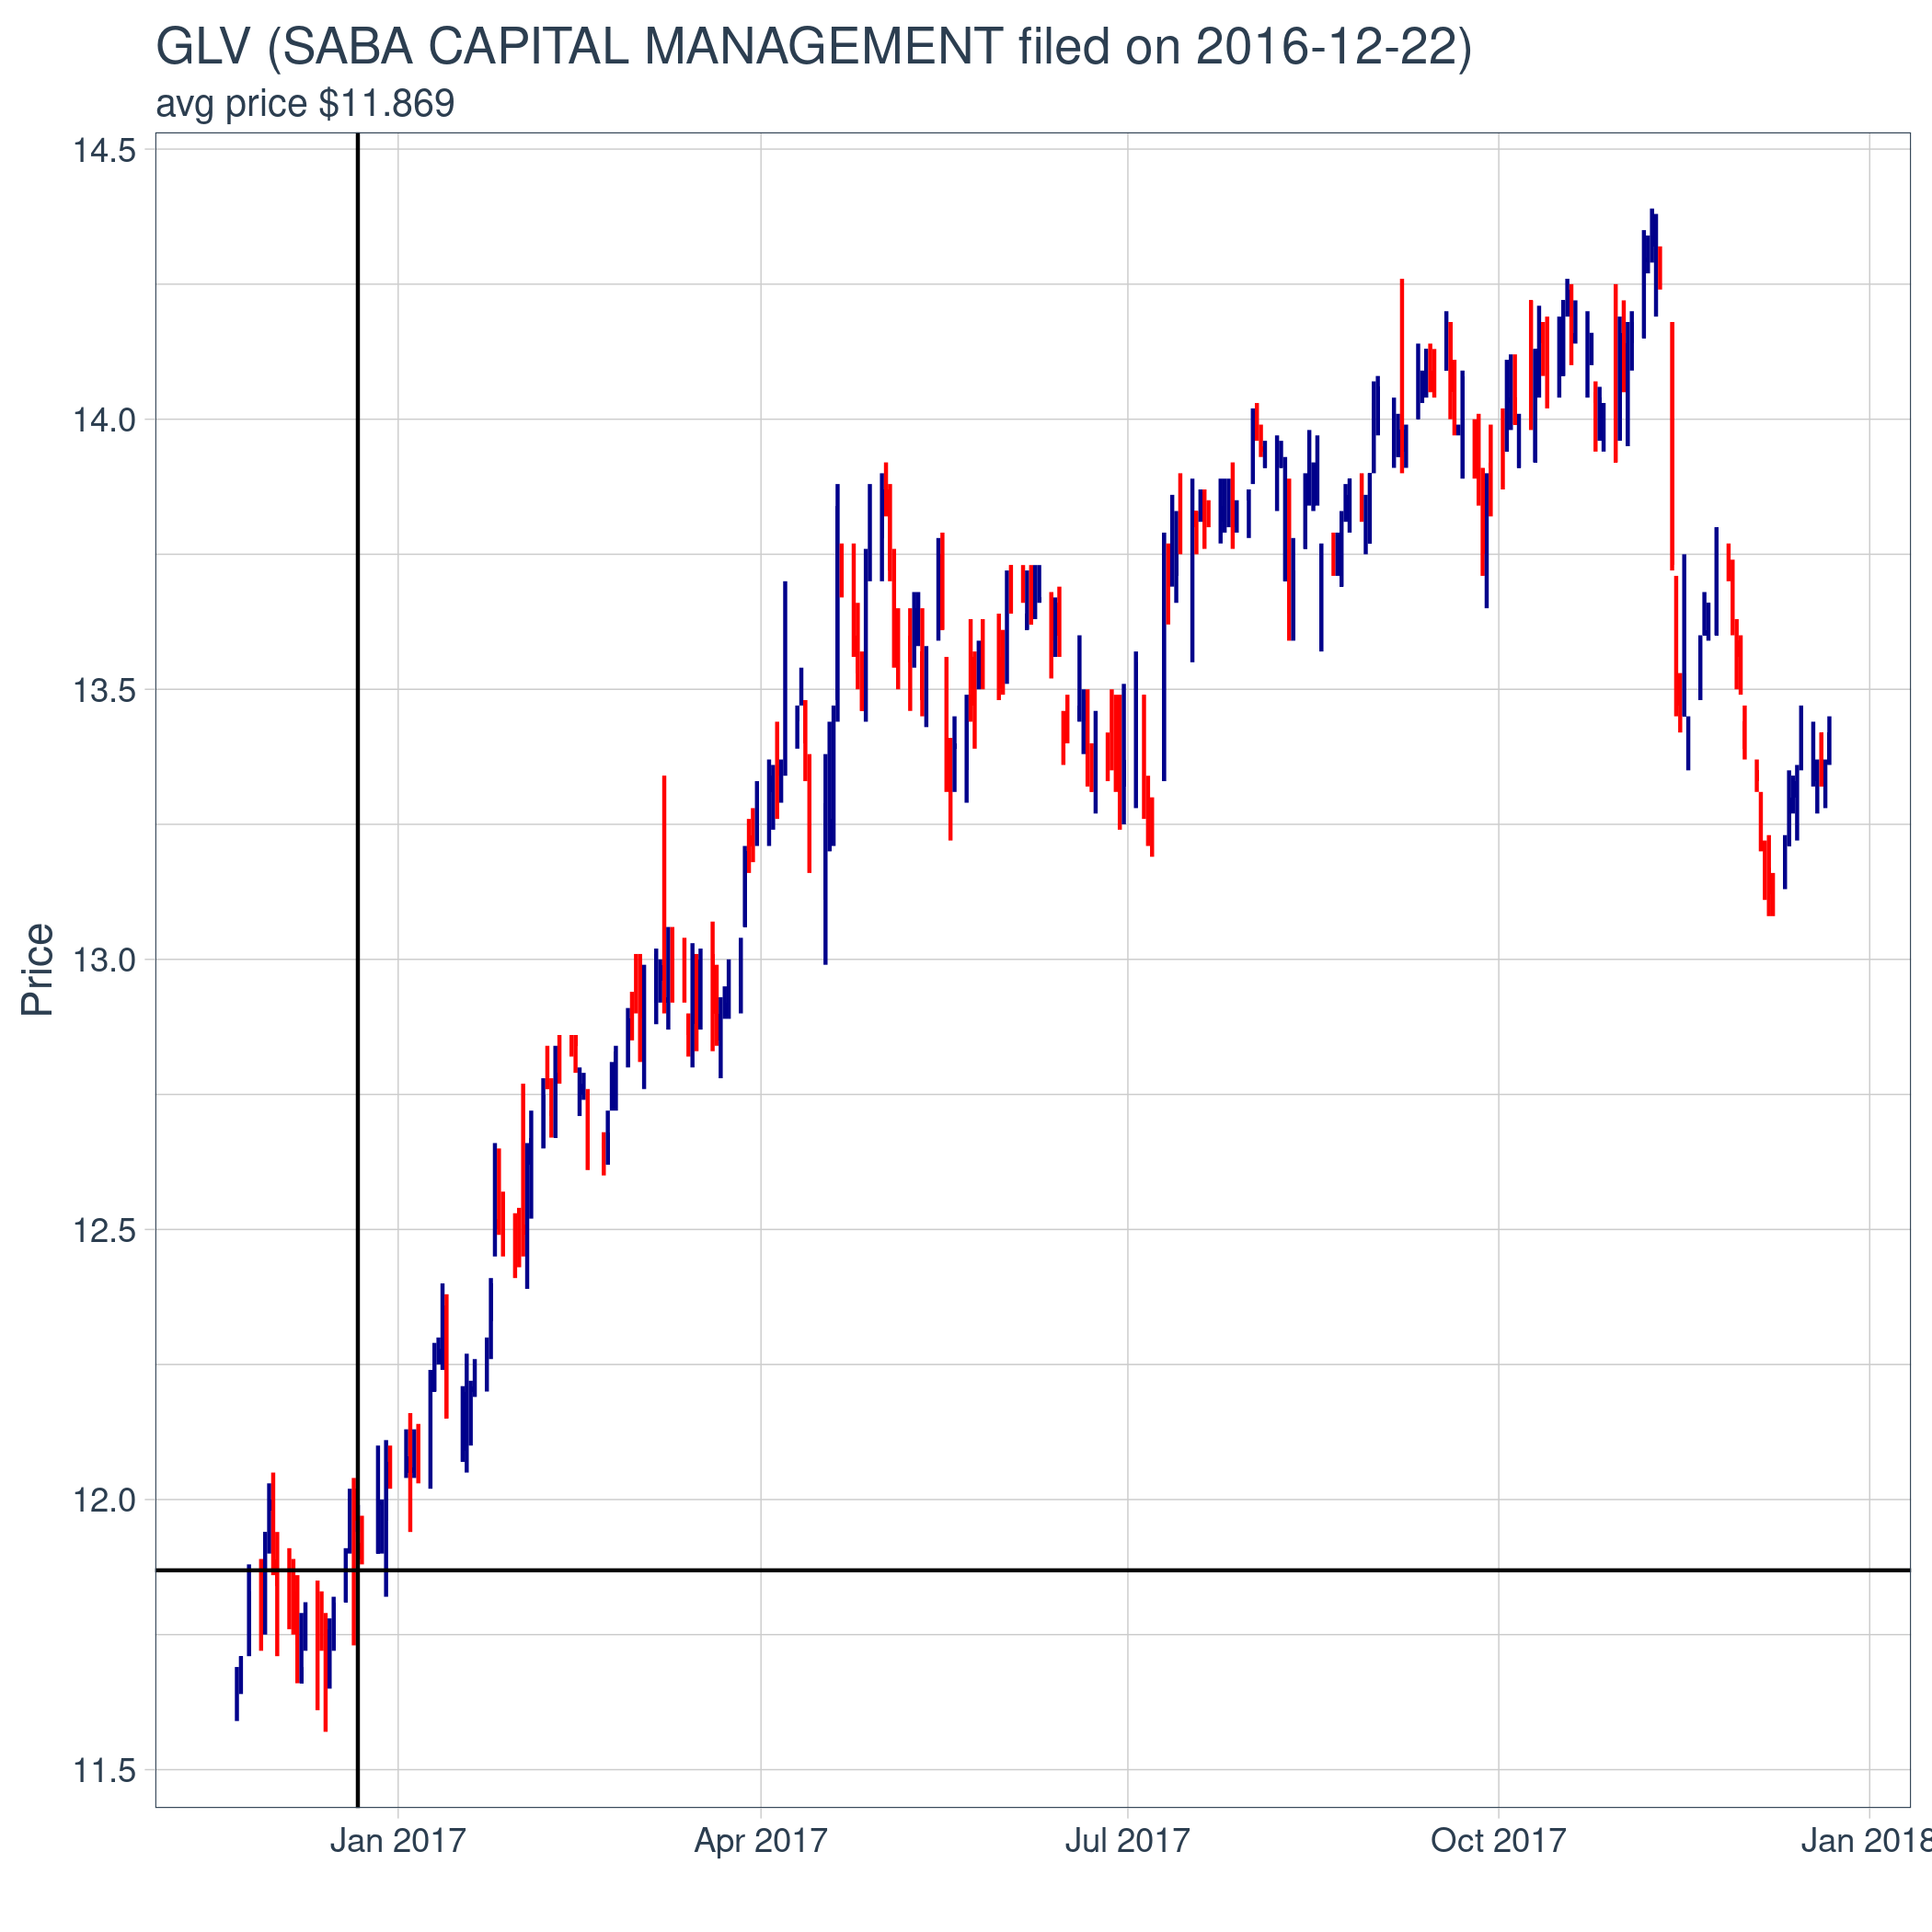 GLV (SABA CAPITAL MANAGEMENT filed on 2016-12-22)
avg price $11.869
14.5
14.0
13.5
13.0
12.5
12.0
11.5
Price
Jan 2017
Apr 2017
Jul 2017
Oct 2017
Jan 2018